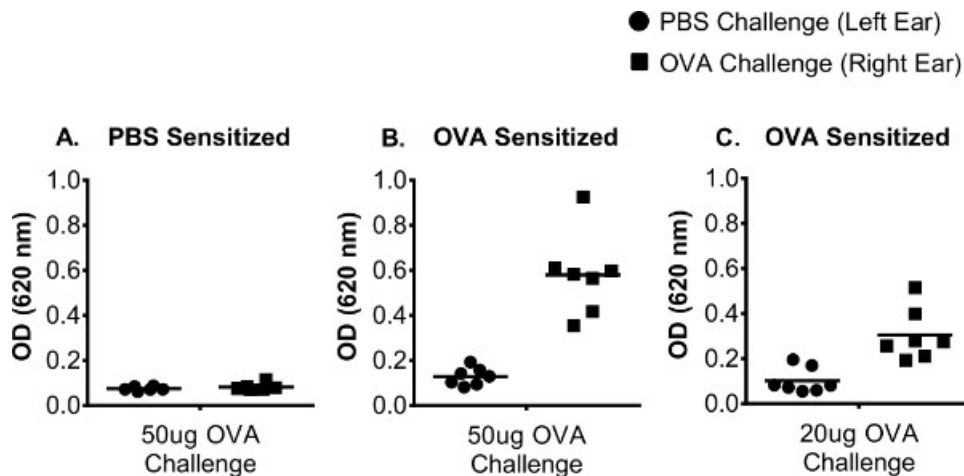 PBS Challenge (Left Ear)
OVA Challenge (Right Ear)
A. PBS Sensitized
OD (620 nm)
1.0
0.8
0.6
0.4
0.2
0.0
50ug OVA
Challenge
B. OVA Sensitized
OD (620 nm)
1.0
0.8
0.6
0.4
0.2
0.0
50ug OVA
Challenge
C. OVA Sensitized
OD (620 nm)
1.0
0.8
0.6
0.4
0.2
0.0
20ug OVA
Challenge